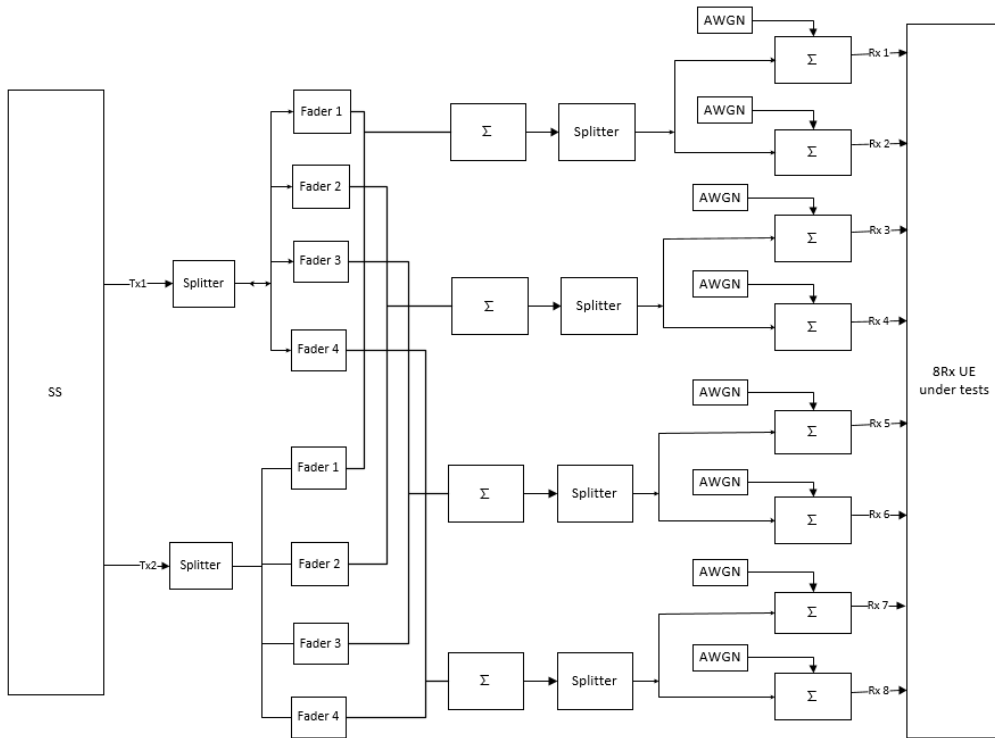 AWGN
Σ
Rx 1
AWGN
Σ
Rx 2
Fader 1
Σ
Splitter
Fader 2
AWGN
Σ
Rx 3
Fader 3
Tx1
Splitter
AWGN
Σ
Rx 4
Σ
Splitter
Fader 4
SS
8Rx UE
under tests
AWGN
Σ
Rx 5
Fader 1
Σ
Splitter
AWGN
Σ
Rx 6
Tx2
Splitter
Fader 2
AWGN
Σ
Rx 7
Fader 3
Σ
Splitter
AWGN
Σ
Rx 8
Fader 4